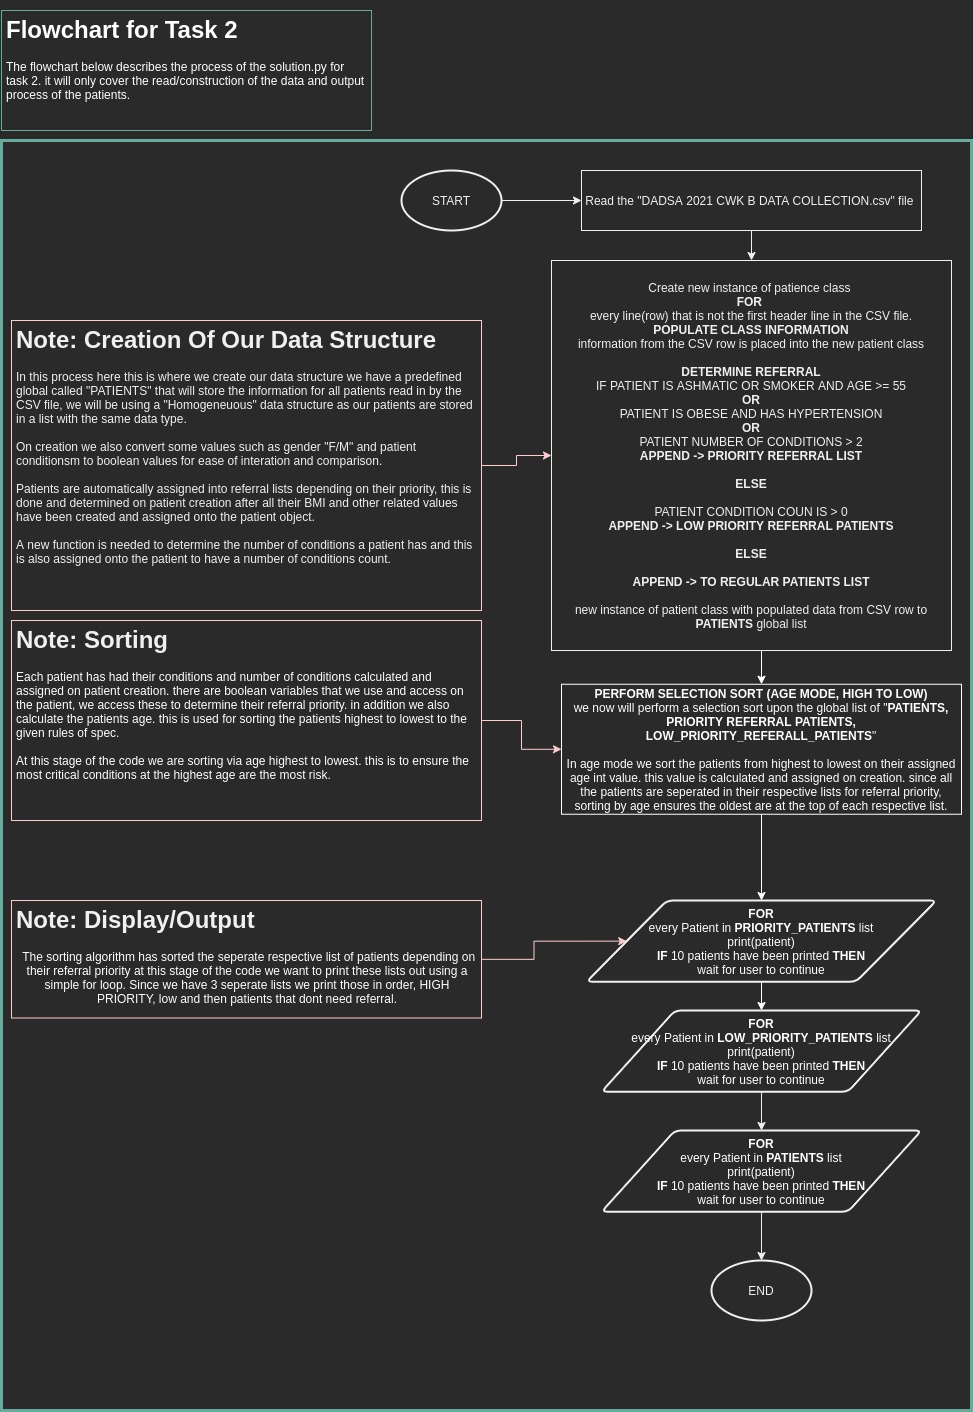 Flowchart for Task 2
The flowchart below describes the process of the solution.py for
task 2. it will only cover the read/construction of the data and output
process of the patients.
START
Read the "DADSA 2021 CWK B DATA COLLECTION.csv" file
Create new instance of patience class
FOR
every line(row) that is not the first header line in the CSV file.
POPULATE CLASS INFORMATION
information from the CSV row is placed into the new patient class
DETERMINE REFERRAL
IF PATIENT IS ASHMATIC OR SMOKER AND AGE >= 55
OR
PATIENT IS OBESE AND HAS HYPERTENSION
OR
PATIENT NUMBER OF CONDITIONS > 2
APPEND -> PRIORITY REFERRAL LIST
ELSE
PATIENT CONDITION COUN IS > 0
APPEND -> LOW PRIORITY REFERRAL PATIENTS
ELSE
APPEND -> TO REGULAR PATIENTS LIST
new instance of patient class with populated data from CSV row to
PATIENTS global list
Note: Creation Of Our Data Structure
In this process here this is where we create our data structure we have a predefined
global called "PATIENTS" that will store the information for all patients read in by the
CSV file, we will be using a "Homogeneuous" data structure as our patients are stored
in a list with the same data type.
On creation we also convert some values such as gender "F/M" and patient
conditionsm to boolean values for ease of interation and comparison.
Patients are automatically assigned into referral lists depending on their priority, this is
done and determined on patient creation after all their BMI and other related values
have been created and assigned onto the patient object.
A new function is needed to determine the number of conditions a patient has and this
is also assigned onto the patient to have a number of conditions count.
Note: Sorting
Each patient has had their conditions and number of conditions calculated and
assigned on patient creation. there are boolean variables that we use and access on
the patient, we access these to determine their referral priority. in addition we also
calculate the patients age. this is used for sorting the patients highest to lowest to the
given rules of spec.
At this stage of the code we are sorting via age highest to lowest. this is to ensure the
most critical conditions at the highest age are the most risk.
PERFORM SELECTION SORT (AGE MODE, HIGH TO LOW)
we now will perform a selection sort upon the global list of "PATIENTS,
PRIORITY REFERRAL PATIENTS,
LOW_PRIORITY_REFERALL_PATIENTS"
In age mode we sort the patients from highest to lowest on their assigned
age int value. this value is calculated and assigned on creation. since all
the patients are seperated in their respective lists for referral priority,
sorting by age ensures the oldest are at the top of each respective list.
Note: Display/Output
The sorting algorithm has sorted the seperate respective list of patients depending on
their referral priority at this stage of the code we want to print these lists out using a
simple for loop. Since we have 3 seperate lists we print those in order, HIGH
PRIORITY, low and then patients that dont need referral.
FOR
every Patient in PRIORITY_PATIENTS list
print(patient)
IF 10 patients have been printed THEN
wait for user to continue
FOR
every Patient in LOW_PRIORITY_PATIENTS list
print(patient)
IF 10 patients have been printed THEN
wait for user to continue
FOR
every Patient in PATIENTS list
print(patient)
IF 10 patients have been printed THEN
wait for user to continue
END